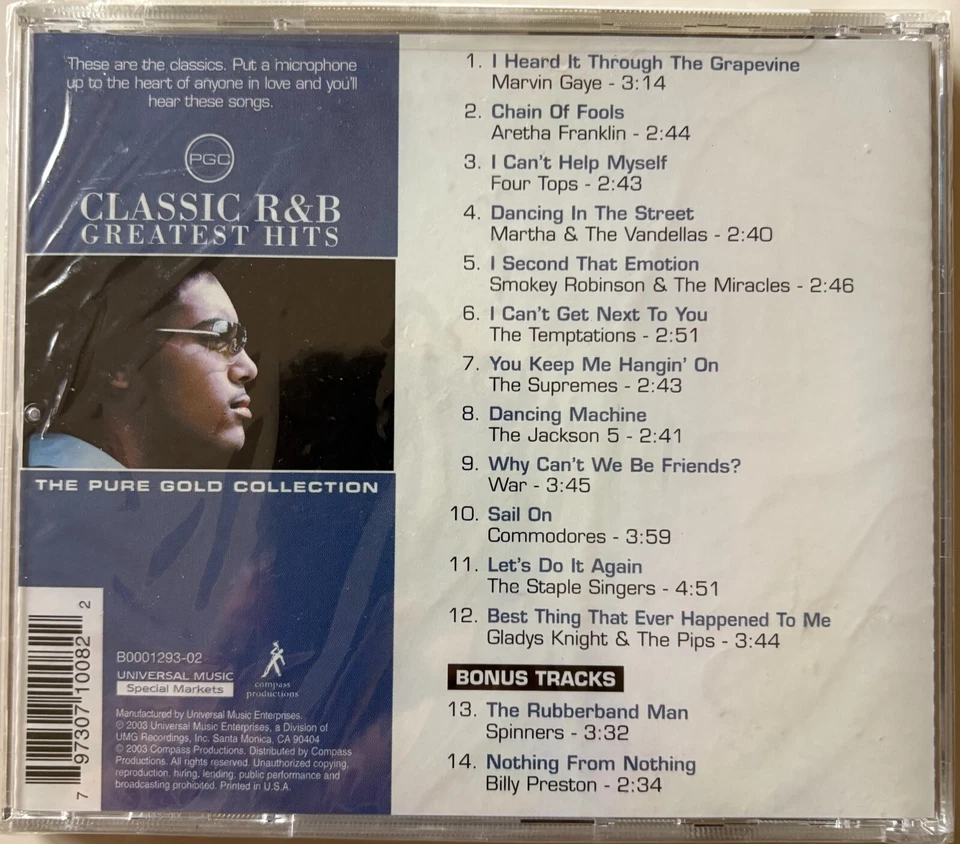 These are the classics. Put a microphone
up to the heart of anyone in love and you'll
hear these songs.
PGC
CLASSIC R&B
GREATEST HITS
THE PURE GOLD COLLECTION
7 97307 10082 2
B0001293-02
UNIVERSAL MUSIC
Special Markets
compass
productions
Manufactured by Universal Music Enterprises.
℗ 2003 Universal Music Enterprises, a Division of
UMG Recordings, Inc. Santa Monica, CA 90404
© 2003 Compass Productions. Distributed by Compass
Productions. All rights reserved. Unauthorized copying,
reproduction, hiring, lending, public performance and
broadcasting prohibited. Printed in U.S.A.
1. I Heard It Through The Grapevine
Marvin Gaye - 3:14
2. Chain Of Fools
Aretha Franklin - 2:44
3. I Can't Help Myself
Four Tops - 2:43
4. Dancing In The Street
Martha & The Vandellas - 2:40
5. I Second That Emotion
Smokey Robinson & The Miracles - 2:46
6. I Can't Get Next To You
The Temptations - 2:51
7. You Keep Me Hangin' On
The Supremes - 2:43
8. Dancing Machine
The Jackson 5 - 2:41
9. Why Can't We Be Friends?
War - 3:45
10. Sail On
Commodores - 3:59
11. Let's Do It Again
The Staple Singers - 4:51
12. Best Thing That Ever Happened To Me
Gladys Knight & The Pips - 3:44
BONUS TRACKS
13. The Rubberband Man
Spinners - 3:32
14. Nothing From Nothing
Billy Preston - 2:34